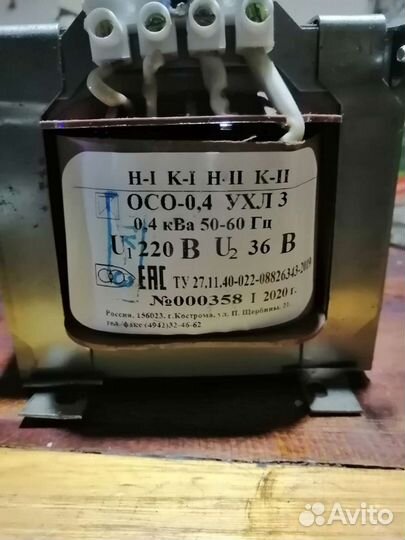 Н-I К-I Н-II К-II
ОСО-0,4 УХЛ 3
0,4 кВа 50-60 Гц
U1 220 В U2 36 В
ЕАС ТУ 27.11.40-022-08826343-2019
№000358 I 2020 г.
Россия, 156023, г.Кострома, ул. П. Щербины, 21
тел./факс (4942)32-46-62
Avito